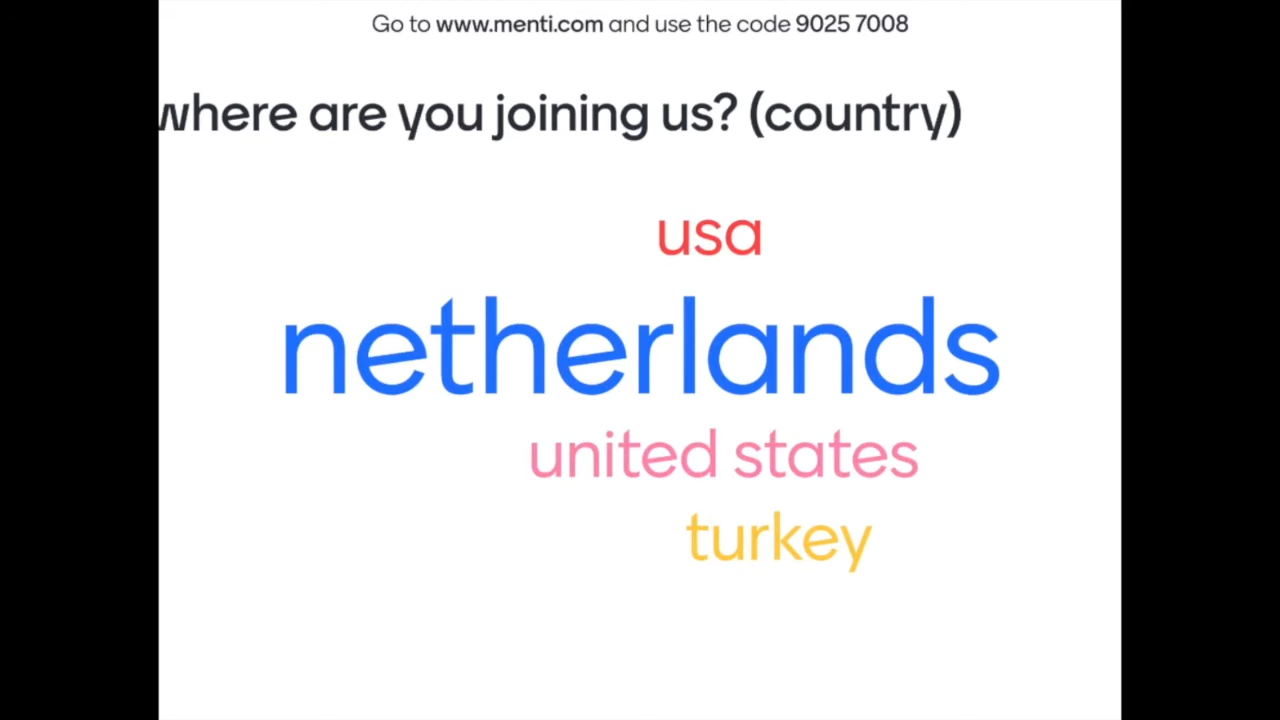 Go to www.menti.com and use the code 9025 7008
where are you joining us? (country)
usa
netherlands
united states
turkey